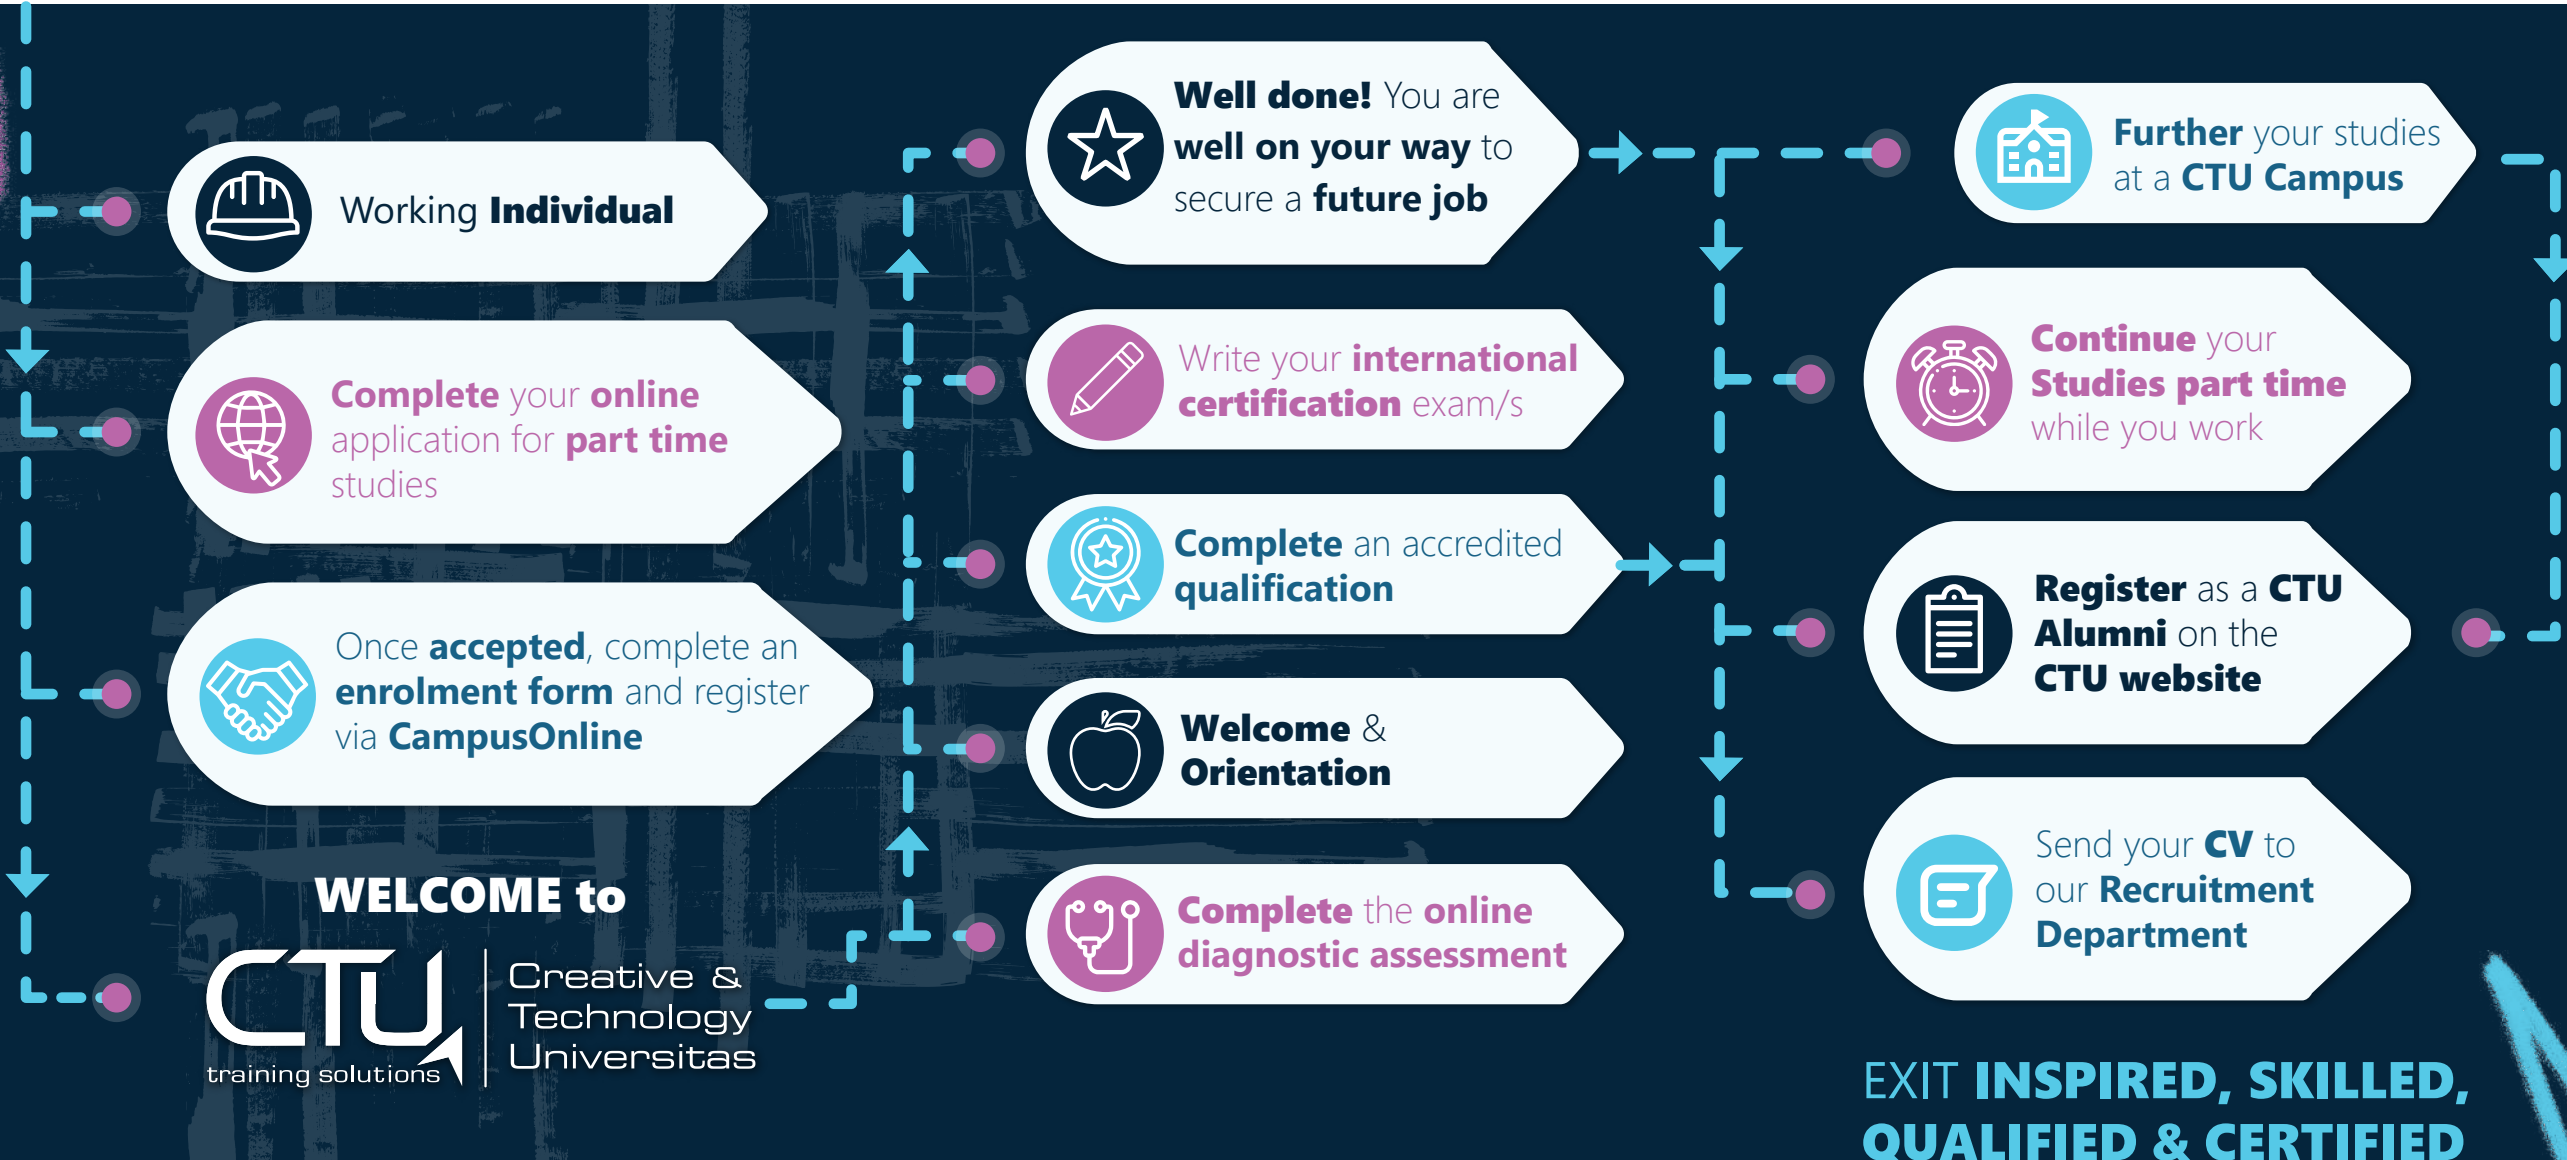 Working Individual
Complete your online
application for part time
studies
Once accepted, complete an
enrolment form and register
via CampusOnline
WELCOME to
CTU
training solutions
Creative &
Technology
Universitas
Well done! You are
well on your way to
secure a future job
Write your international
certification exam/s
Complete an accredited
qualification
Welcome &
Orientation
Complete the online
diagnostic assessment
Further your studies
at a CTU Campus
Continue your
Studies part time
while you work
Register as a CTU
Alumni on the
CTU website
Send your CV to
our Recruitment
Department
EXIT INSPIRED, SKILLED,
QUALIFIED & CERTIFIED